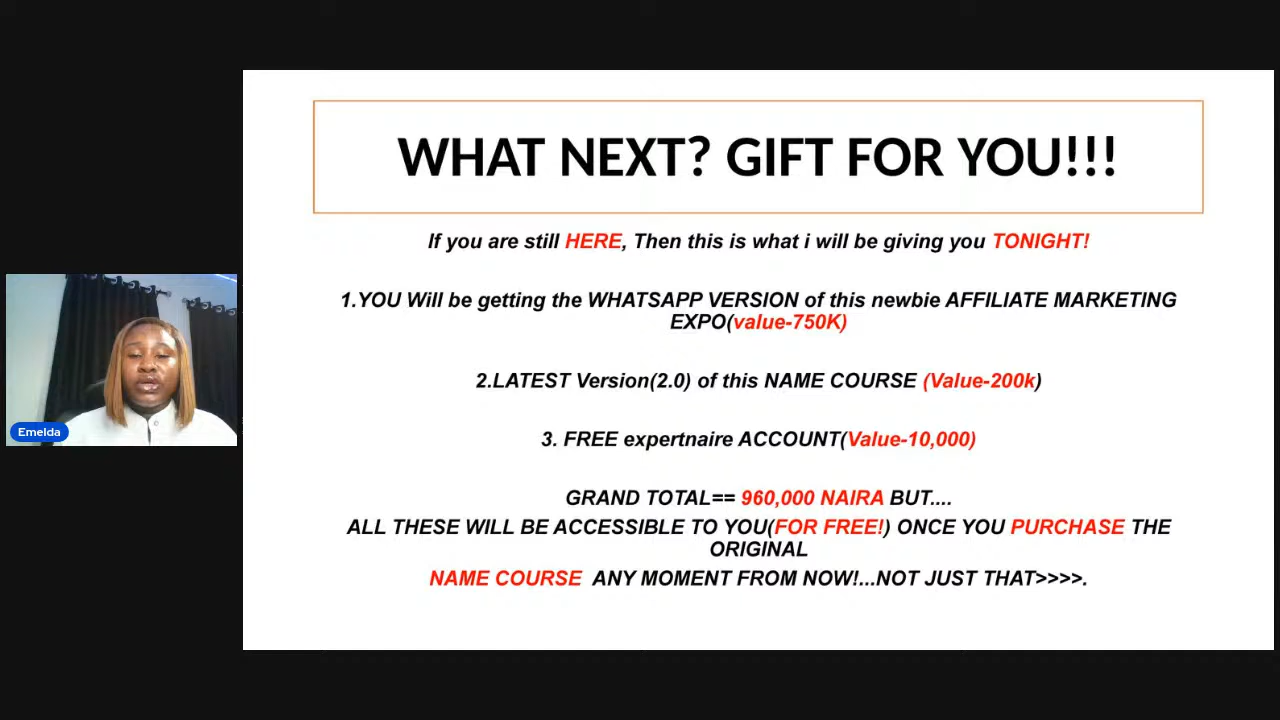 WHAT NEXT? GIFT FOR YOU!!!
If you are still HERE, Then this is what i will be giving you TONIGHT!
1.YOU Will be getting the WHATSAPP VERSION of this newbie AFFILIATE MARKETING
EXPO(value-750K)
2.LATEST Version(2.0) of this NAME COURSE (Value-200k)
3. FREE expertnaire ACCOUNT(Value-10,000)
GRAND TOTAL== 960,000 NAIRA BUT....
ALL THESE WILL BE ACCESSIBLE TO YOU(FOR FREE!) ONCE YOU PURCHASE THE
ORIGINAL
NAME COURSE ANY MOMENT FROM NOW!...NOT JUST THAT>>>>.
Emelda